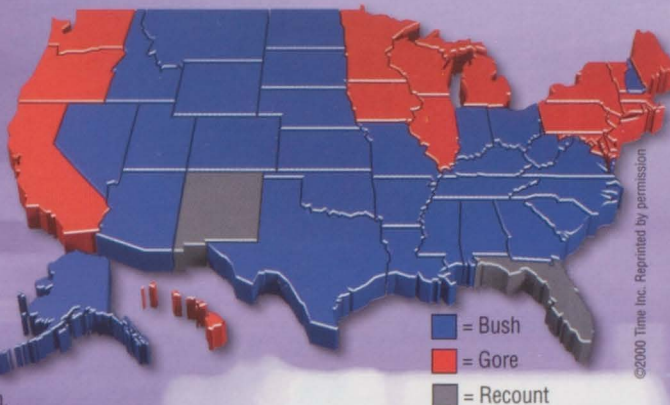 = Bush
= Gore
= Recount
©2000 Time Inc. Reprinted by permission